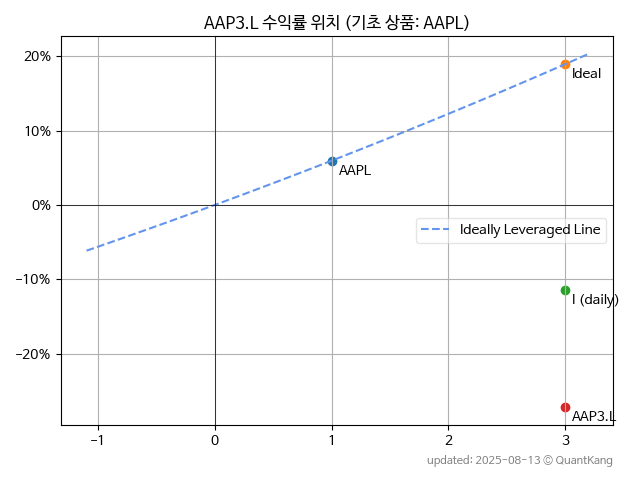 AAP3.L 수익률 위치 (기초 상품: AAPL)
20%
Ideal
10%
AAPL
0%
Ideally Leveraged Line
−10%
I (daily)
−20%
AAP3.L
−1 0 1 2 3
updated: 2025-08-13 © QuantKang